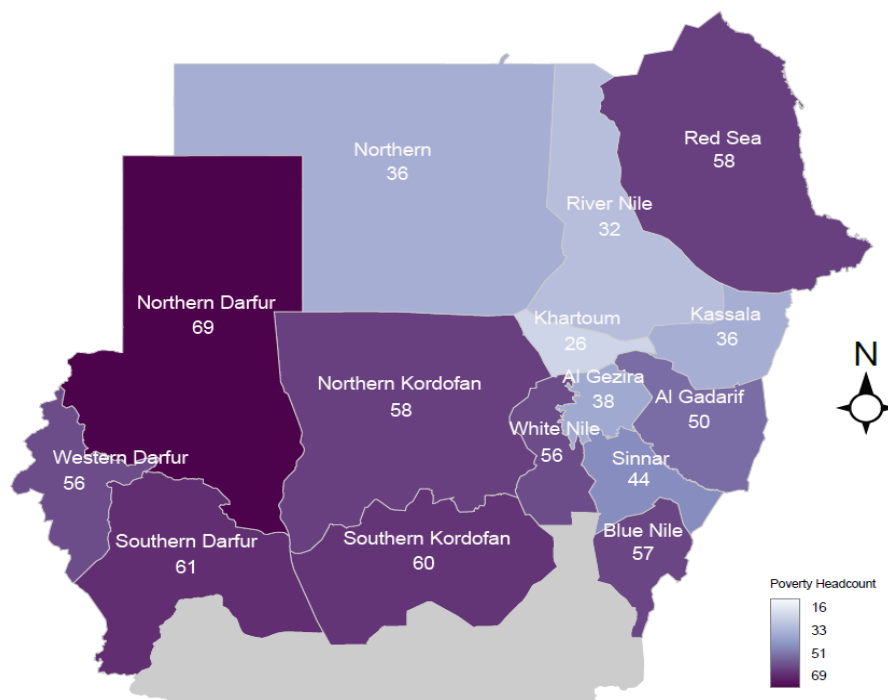 Red Sea
58
Northern
36
River Nile
32
Northern Darfur
69
Khartoum
26
Kassala
36
N
Northern Kordofan
58
Al Gezira
38
Al Gadarif
50
White Nile
56
Western Darfur
56
Sinnar
44
Southern Darfur
61
Southern Kordofan
60
Blue Nile
57
Poverty Headcount
16
33
51
69